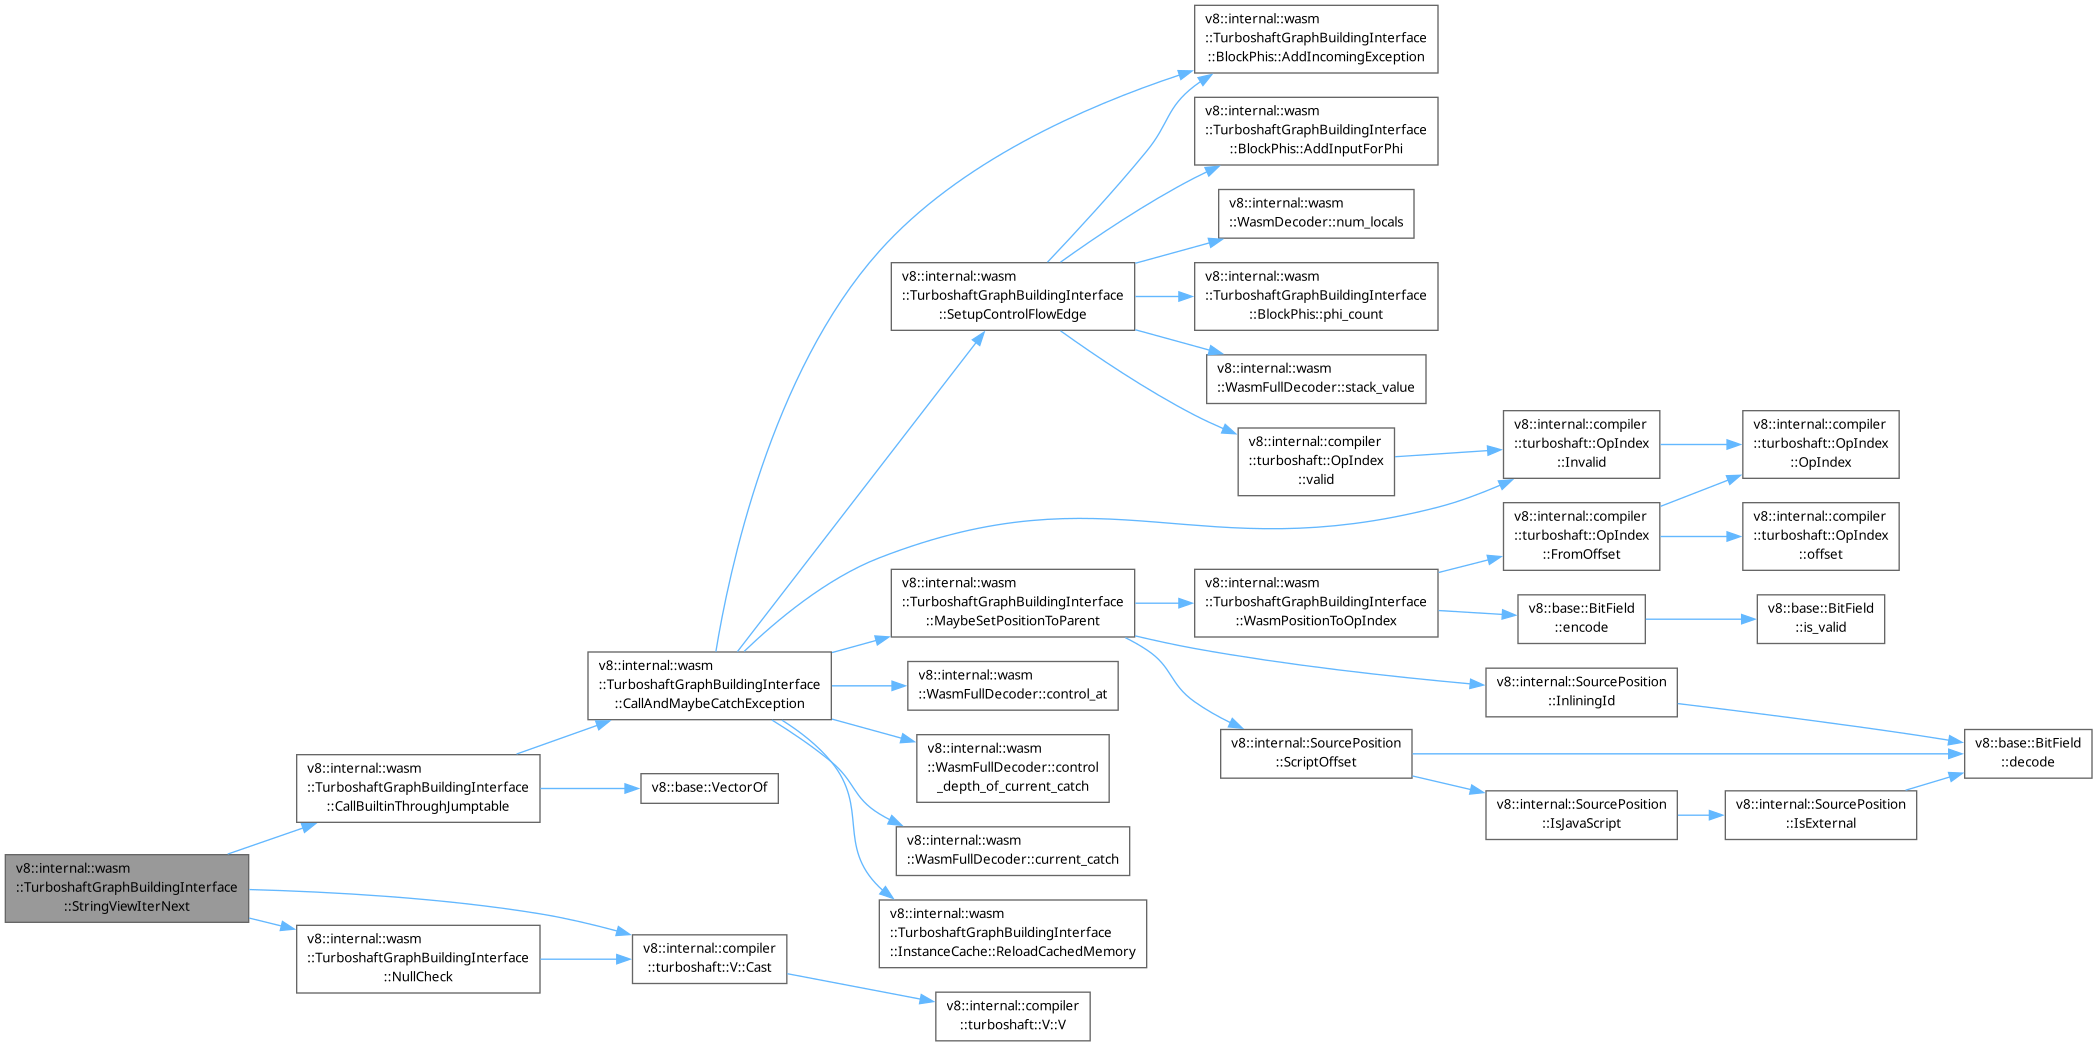 v8::internal::wasm
::TurboshaftGraphBuildingInterface
::StringViewIterNext
v8::internal::wasm
::TurboshaftGraphBuildingInterface
::CallBuiltinThroughJumptable
v8::internal::wasm
::TurboshaftGraphBuildingInterface
::NullCheck
v8::internal::wasm
::TurboshaftGraphBuildingInterface
::CallAndMaybeCatchException
v8::base::VectorOf
v8::internal::compiler
::turboshaft::V::Cast
v8::internal::wasm
::TurboshaftGraphBuildingInterface
::SetupControlFlowEdge
v8::internal::wasm
::TurboshaftGraphBuildingInterface
::MaybeSetPositionToParent
v8::internal::wasm
::WasmFullDecoder::control_at
v8::internal::wasm
::WasmFullDecoder::control
_depth_of_current_catch
v8::internal::wasm
::WasmFullDecoder::current_catch
v8::internal::wasm
::TurboshaftGraphBuildingInterface
::InstanceCache::ReloadCachedMemory
v8::internal::compiler
::turboshaft::V::V
v8::internal::wasm
::TurboshaftGraphBuildingInterface
::BlockPhis::AddIncomingException
v8::internal::wasm
::TurboshaftGraphBuildingInterface
::BlockPhis::AddInputForPhi
v8::internal::wasm
::WasmDecoder::num_locals
v8::internal::wasm
::TurboshaftGraphBuildingInterface
::BlockPhis::phi_count
v8::internal::wasm
::WasmFullDecoder::stack_value
v8::internal::compiler
::turboshaft::OpIndex
::valid
v8::internal::wasm
::TurboshaftGraphBuildingInterface
::WasmPositionToOpIndex
v8::internal::SourcePosition
::ScriptOffset
v8::internal::compiler
::turboshaft::OpIndex
::Invalid
v8::internal::compiler
::turboshaft::OpIndex
::FromOffset
v8::base::BitField
::encode
v8::internal::SourcePosition
::InliningId
v8::internal::SourcePosition
::IsJavaScript
v8::internal::compiler
::turboshaft::OpIndex
::OpIndex
v8::internal::compiler
::turboshaft::OpIndex
::offset
v8::base::BitField
::is_valid
v8::internal::SourcePosition
::IsExternal
v8::base::BitField
::decode